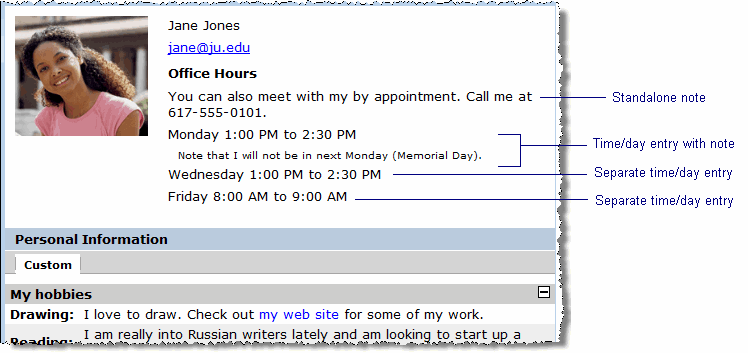 Jane Jones
jane@ju.edu
Office Hours
You can also meet with my by appointment. Call me at
617-555-0101.
Standalone note
Monday 1:00 PM to 2:30 PM
Note that I will not be in next Monday (Memorial Day).
Time/day entry with note
Wednesday 1:00 PM to 2:30 PM
Separate time/day entry
Friday 8:00 AM to 9:00 AM
Separate time/day entry
Personal Information
Custom
My hobbies
Drawing: I love to draw. Check out my web site for some of my work.
Reading: I am really into Russian writers lately and am looking to start up a